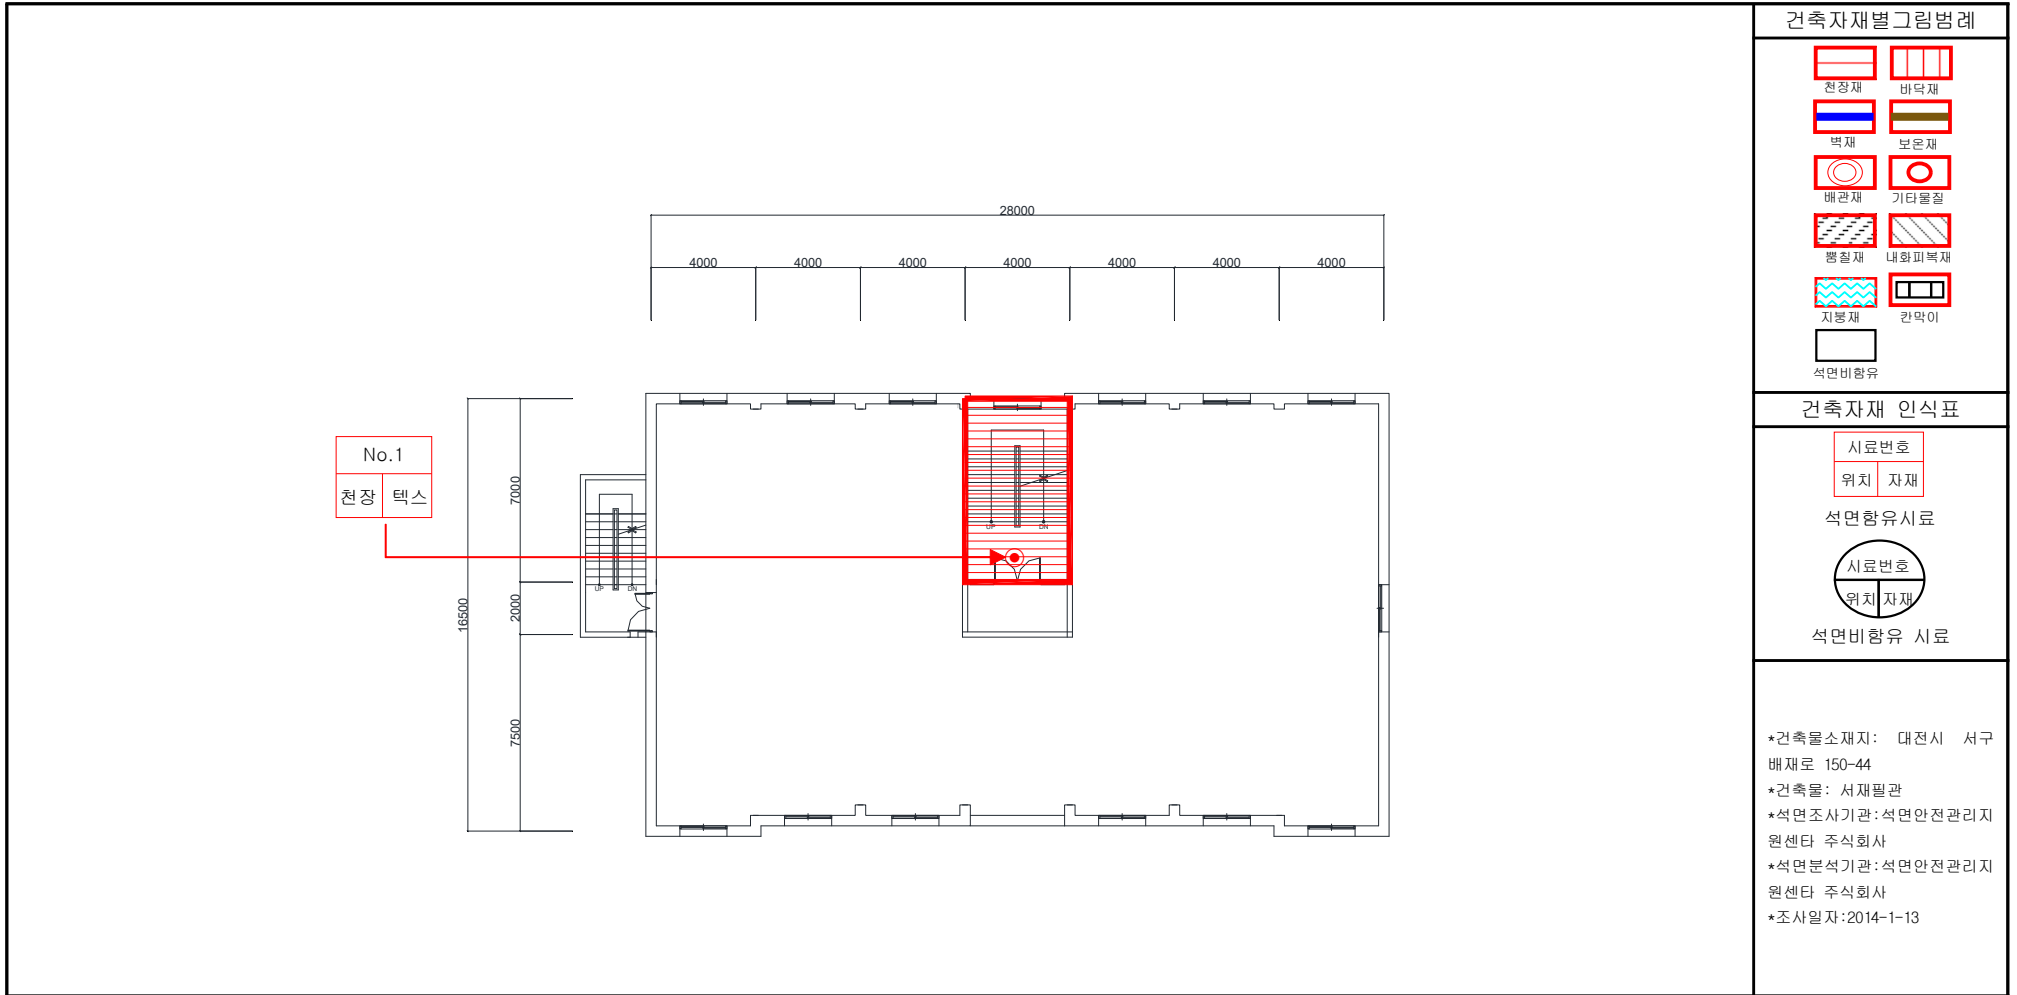 건축자재별그림범례
천장재
바닥재
벽재
보온재
배관재
기타물질
뿜칠재
내화피복재
지붕재
칸막이
석면비함유
건축자재 인식표
시료번호
위치 자재
석면함유시료
시료번호
위치 자재
석면비함유 시료
*건축물소재지: 대전시 서구
배재로 150-44
*건축물: 서재필관
*석면조사기관:석면안전관리지
원센타 주식회사
*석면분석기관:석면안전관리지
원센타 주식회사
*조사일자:2014-1-13
28000
4000 4000 4000 4000 4000 4000 4000
No.1
천장 텍스
16500
7000
2000
7500
UP DN
UP DN